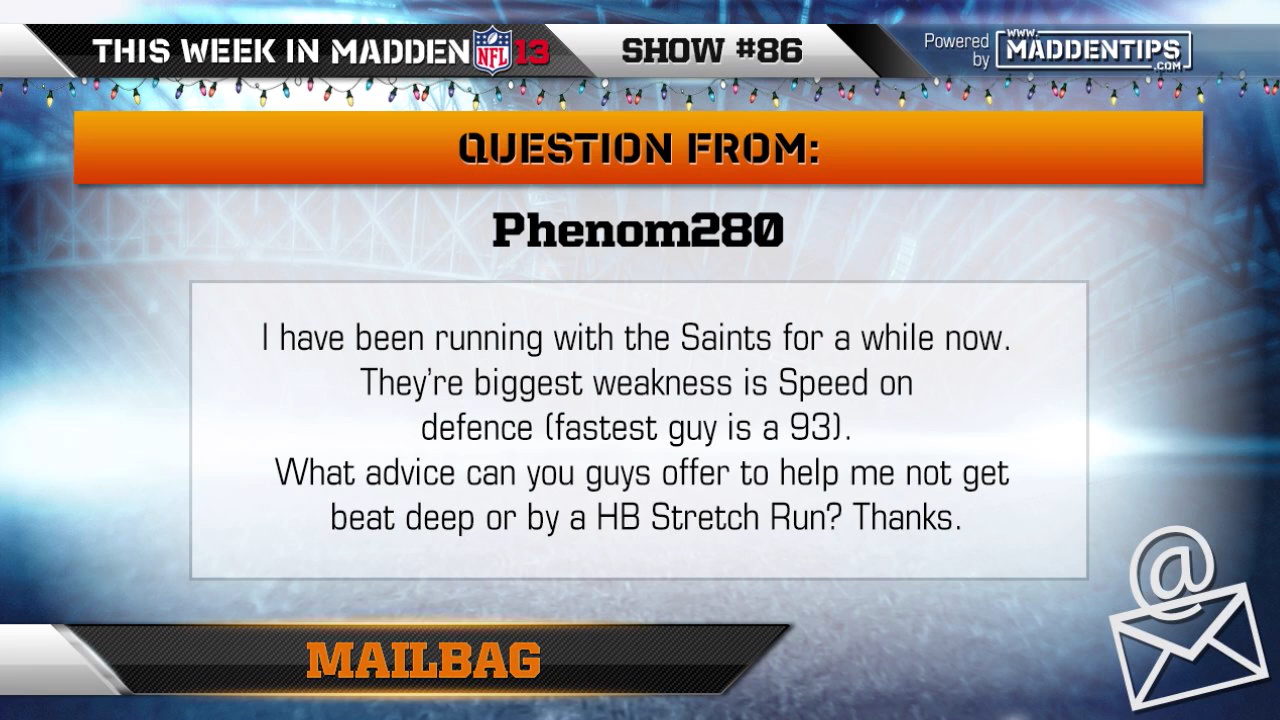 THIS WEEK IN MADDEN NFL 13
SHOW #86
Powered by WWW.MADDENTIPS.COM
QUESTION FROM:
Phenom280
I have been running with the Saints for a while now.
They're biggest weakness is Speed on
defence (fastest guy is a 93).
What advice can you guys offer to help me not get
beat deep or by a HB Stretch Run? Thanks.
@
MAILBAG